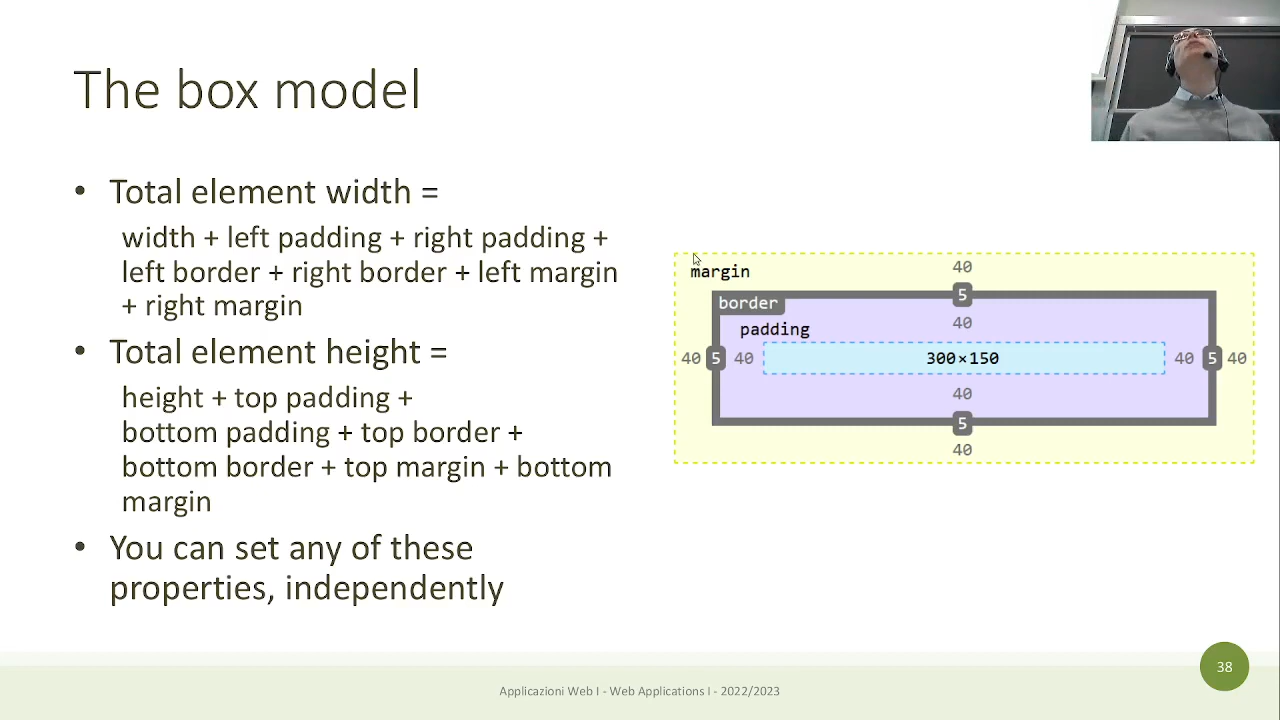 The box model
• Total element width =
width + left padding + right padding +
left border + right border + left margin
+ right margin
• Total element height =
height + top padding +
bottom padding + top border +
bottom border + top margin + bottom
margin
• You can set any of these
properties, independently
margin 40
5
border
padding 40
40 5 40 300×150 40 5 40
40
5
40
38
Applicazioni Web I - Web Applications I - 2022/2023